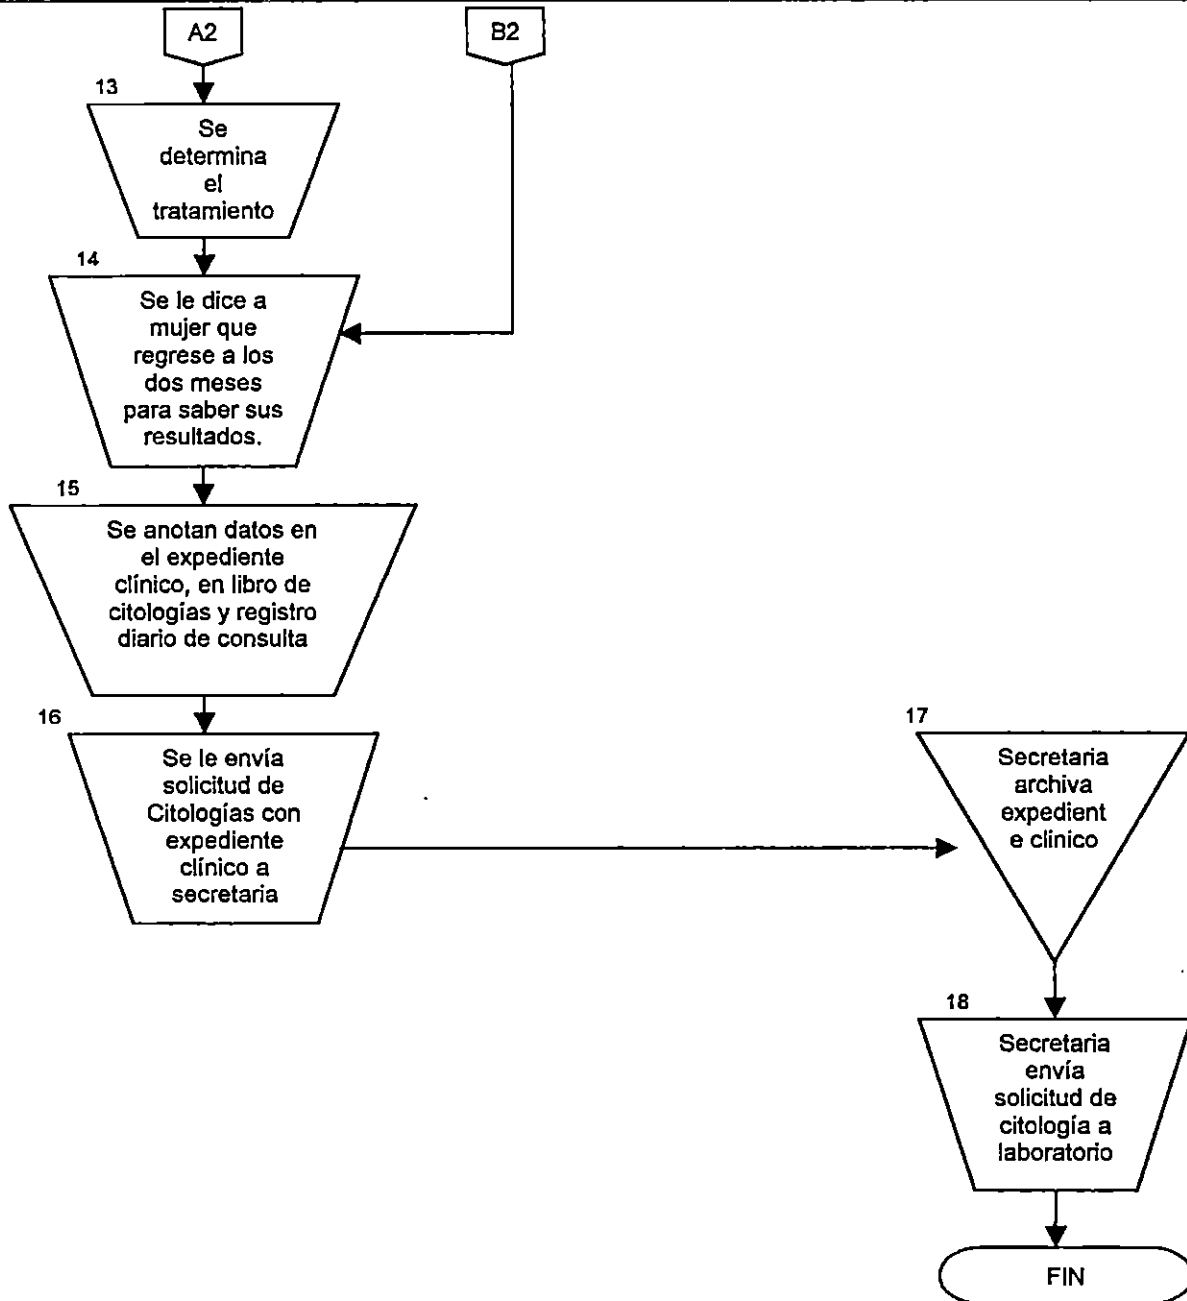 A2
B2
13
Se
determina
el
tratamiento
14
Se le dice a
mujer que
regrese a los
dos meses
para saber sus
resultados.
15
Se anotan datos en
el expediente
clínico, en libro de
citologías y registro
diario de consulta
16
Se le envía
solicitud de
Citologías con
expediente
clínico a
secretaria
17
Secretaria
archiva
expedient
e clínico
18
Secretaria
envía
solicitud de
citología a
laboratorio
FIN